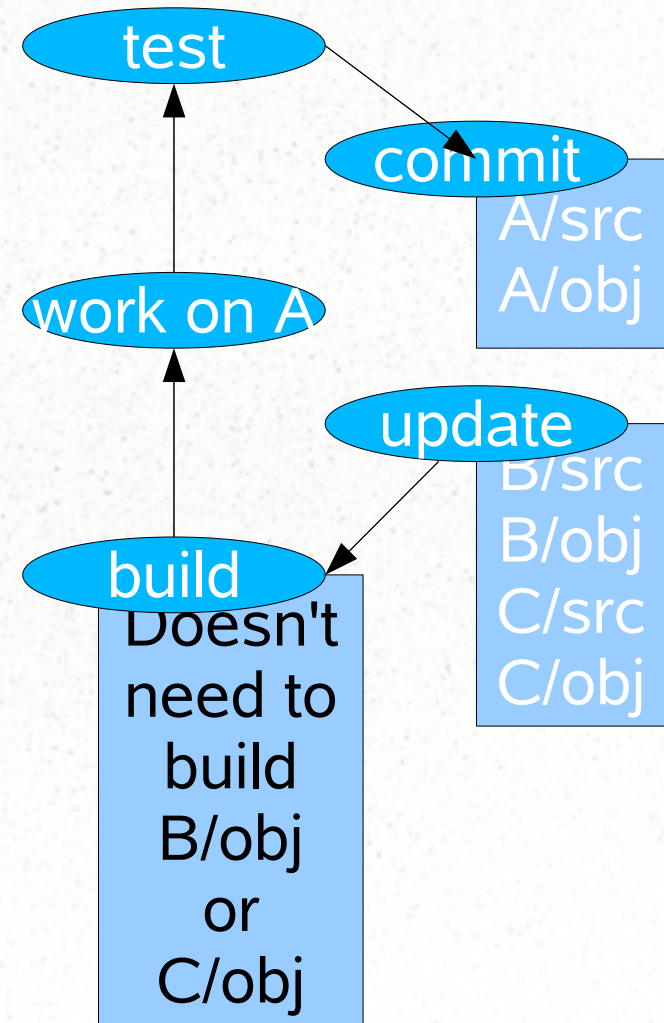 test
commit
A/src
A/obj
work on A
update
B/src
B/obj
C/src
C/obj
build
Doesn't
need to
build
B/obj
or
C/obj